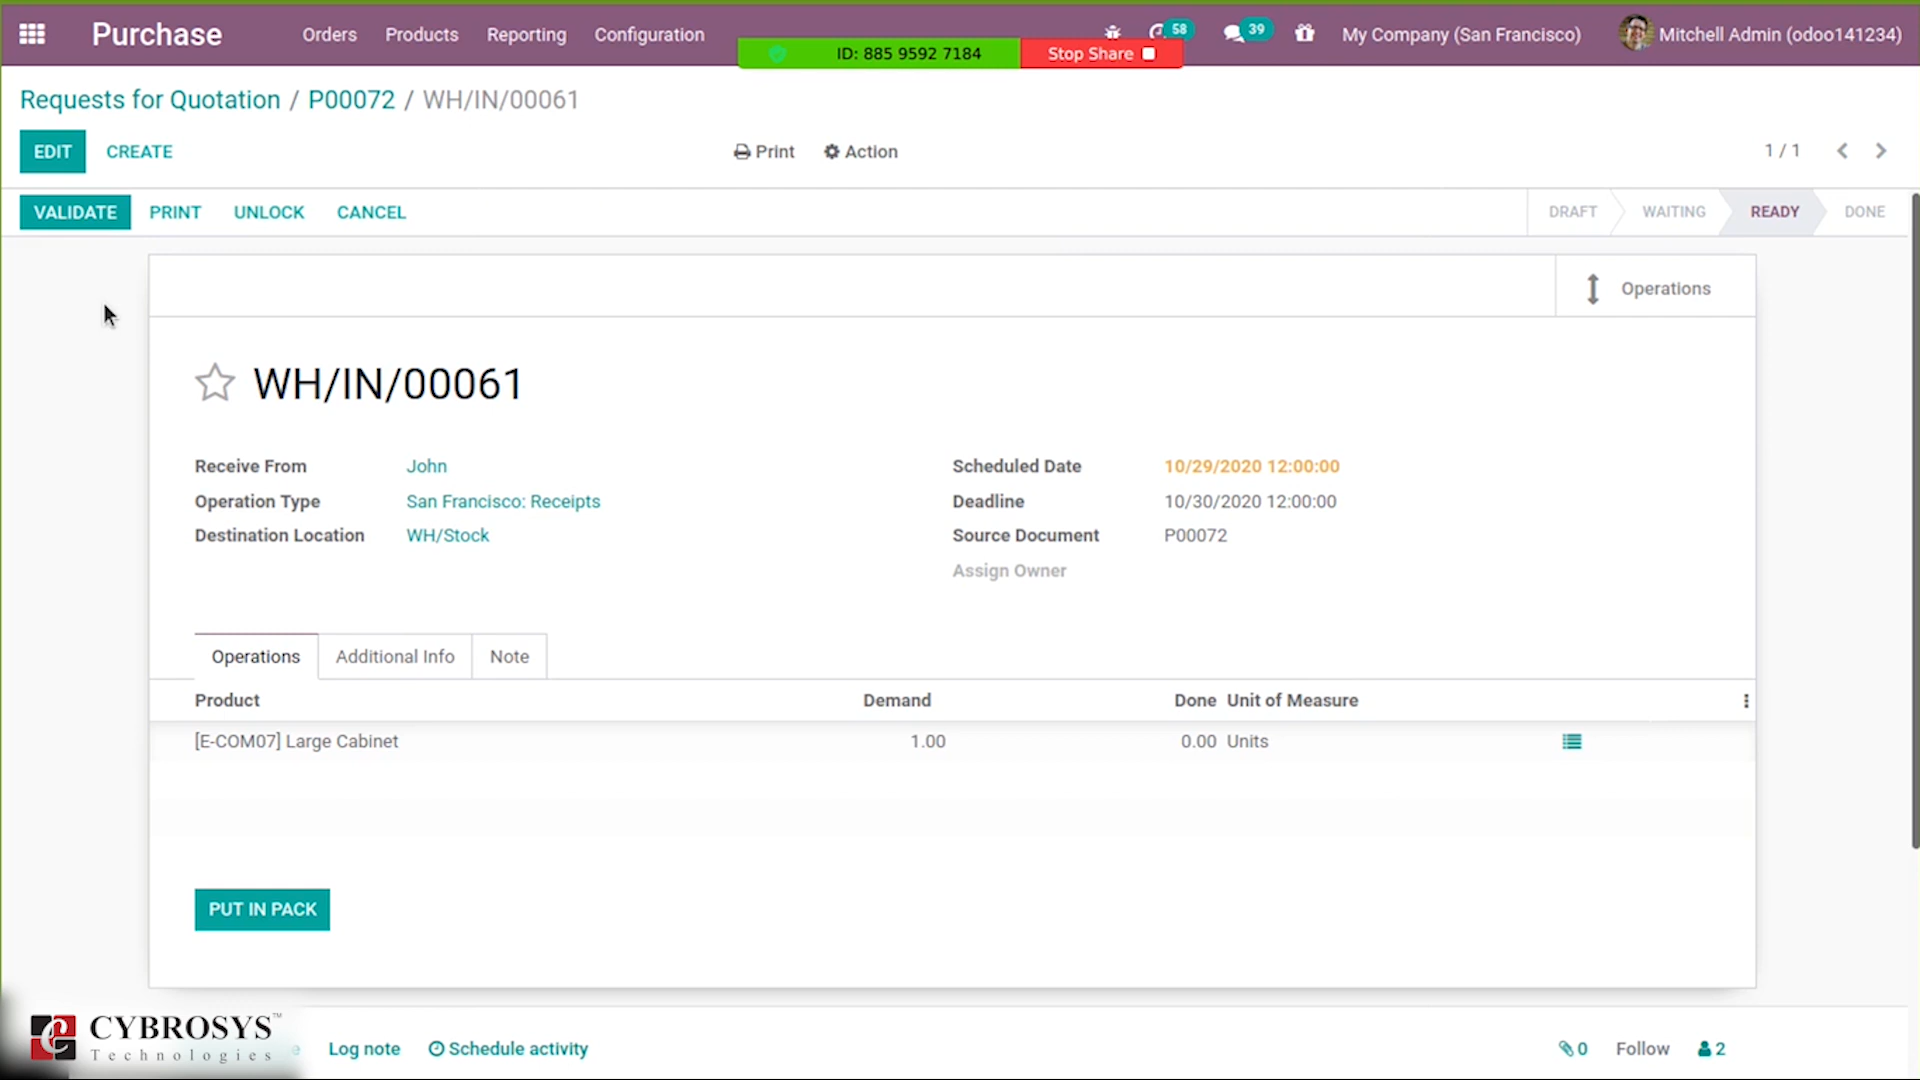 Purchase Orders Products Reporting Configuration 58 39 My Company (San Francisco) Mitchell Admin (odoo141234)
ID: 885 9592 7184 Stop Share
Requests for Quotation / P00072 / WH/IN/00061
EDIT CREATE Print Action 1 / 1
VALIDATE PRINT UNLOCK CANCEL DRAFT WAITING READY DONE
Operations
WH/IN/00061
Receive From John Scheduled Date 10/29/2020 12:00:00
Operation Type San Francisco: Receipts Deadline 10/30/2020 12:00:00
Destination Location WH/Stock Source Document P00072
Assign Owner
Operations Additional Info Note
Product Demand Done Unit of Measure
[E-COM07] Large Cabinet 1.00 0.00 Units
PUT IN PACK
CYBROSYS™
Technologies
Log note Schedule activity 0 Follow 2